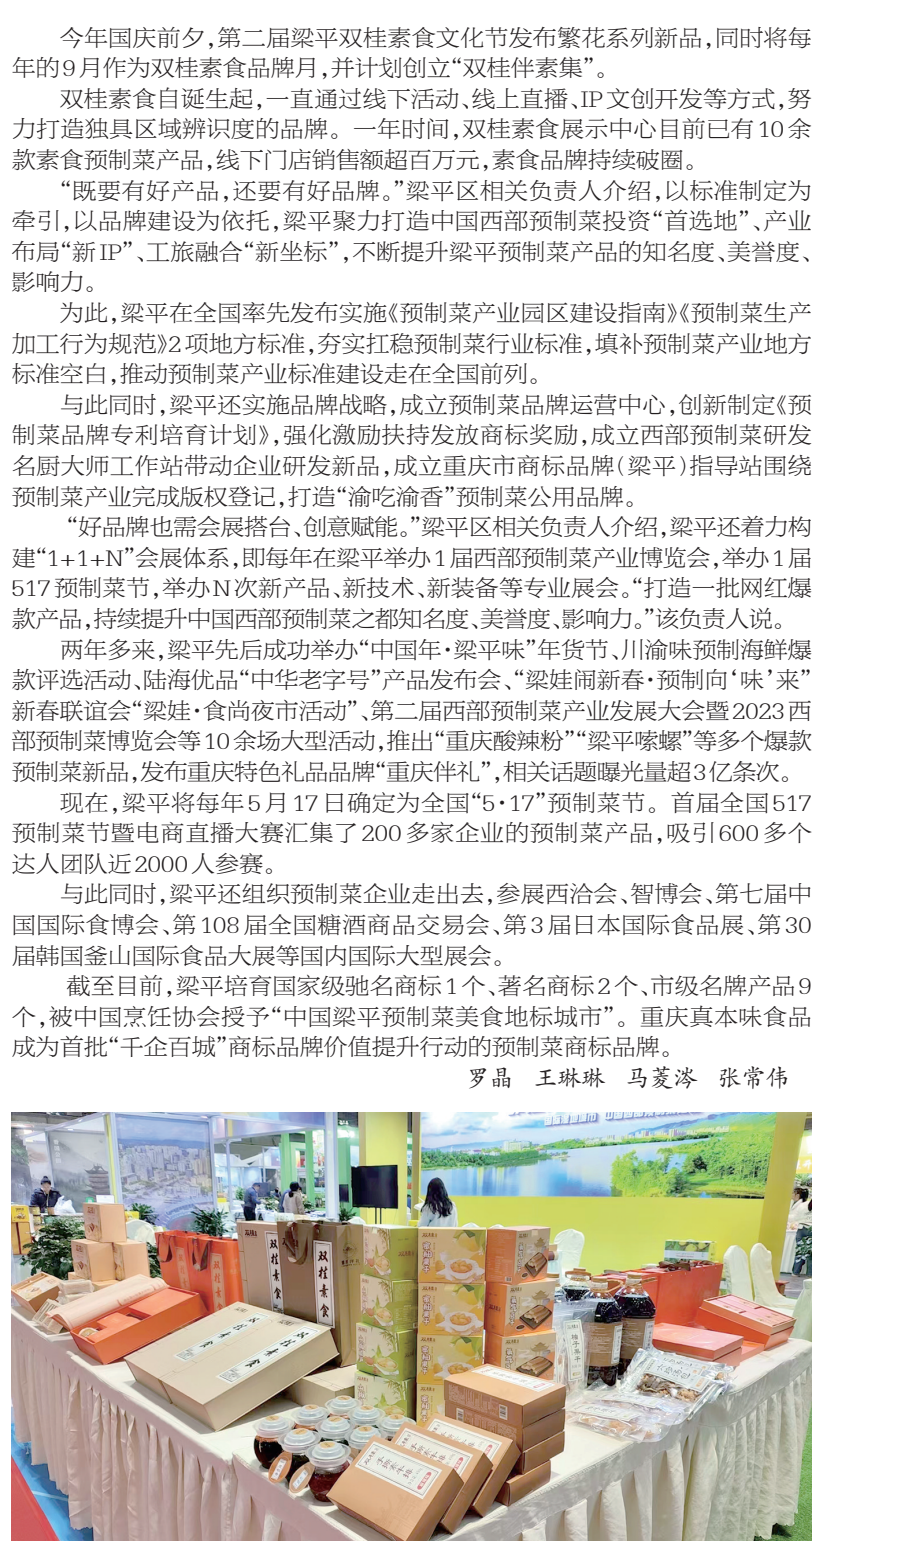 今年国庆前夕，第二届梁平双桂素食文化节发布繁花系列新品，同时将每
年的9月作为双桂素食品牌月，并计划创立“双桂伴素集”。
双桂素食自诞生起，一直通过线下活动、线上直播、IP文创开发等方式，努
力打造独具区域辨识度的品牌。一年时间，双桂素食展示中心目前已有10余
款素食预制菜产品，线下门店销售额超百万元，素食品牌持续破圈。
“既要有好产品，还要有好品牌。”梁平区相关负责人介绍，以标准制定为
牵引，以品牌建设为依托，梁平聚力打造中国西部预制菜投资“首选地”、产业
布局“新IP”、工旅融合“新坐标”，不断提升梁平预制菜产品的知名度、美誉度、
影响力。
为此，梁平在全国率先发布实施《预制菜产业园区建设指南》《预制菜生产
加工行为规范》2项地方标准，夯实扛稳预制菜行业标准，填补预制菜产业地方
标准空白，推动预制菜产业标准建设走在全国前列。
与此同时，梁平还实施品牌战略，成立预制菜品牌运营中心，创新制定《预
制菜品牌专利培育计划》，强化激励扶持发放商标奖励，成立西部预制菜研发
名厨大师工作站带动企业研发新品，成立重庆市商标品牌（梁平）指导站围绕
预制菜产业完成版权登记，打造“渝吃渝香”预制菜公用品牌。
“好品牌也需会展搭台、创意赋能。”梁平区相关负责人介绍，梁平还着力构
建“1+1+N”会展体系，即每年在梁平举办1届西部预制菜产业博览会，举办1届
517预制菜节，举办N次新产品、新技术、新装备等专业展会。“打造一批网红爆
款产品，持续提升中国西部预制菜之都知名度、美誉度、影响力。”该负责人说。
两年多来，梁平先后成功举办“中国年·梁平味”年货节、川渝味预制海鲜爆
款评选活动、陆海优品“中华老字号”产品发布会、“梁娃闹新春·预制向‘味’来”
新春联谊会“梁娃·食尚夜市活动”、第二届西部预制菜产业发展大会暨2023西
部预制菜博览会等10余场大型活动，推出“重庆酸辣粉”“梁平嗦螺”等多个爆款
预制菜新品，发布重庆特色礼品品牌“重庆伴礼”，相关话题曝光量超3亿条次。
现在，梁平将每年5月17日确定为全国“5·17”预制菜节。首届全国517
预制菜节暨电商直播大赛汇集了200多家企业的预制菜产品，吸引600多个
达人团队近2000人参赛。
与此同时，梁平还组织预制菜企业走出去，参展西洽会、智博会、第七届中
国国际食博会、第108届全国糖酒商品交易会、第3届日本国际食品展、第30
届韩国釜山国际食品大展等国内国际大型展会。
截至目前，梁平培育国家级驰名商标1个、著名商标2个、市级名牌产品9
个，被中国烹饪协会授予“中国梁平预制菜美食地标城市”。重庆真本味食品
成为首批“千企百城”商标品牌价值提升行动的预制菜商标品牌。
罗晶 王琳琳 马菱涔 张常伟
双桂素食
双桂素食
双桂素食
双桂素食
双桂素食